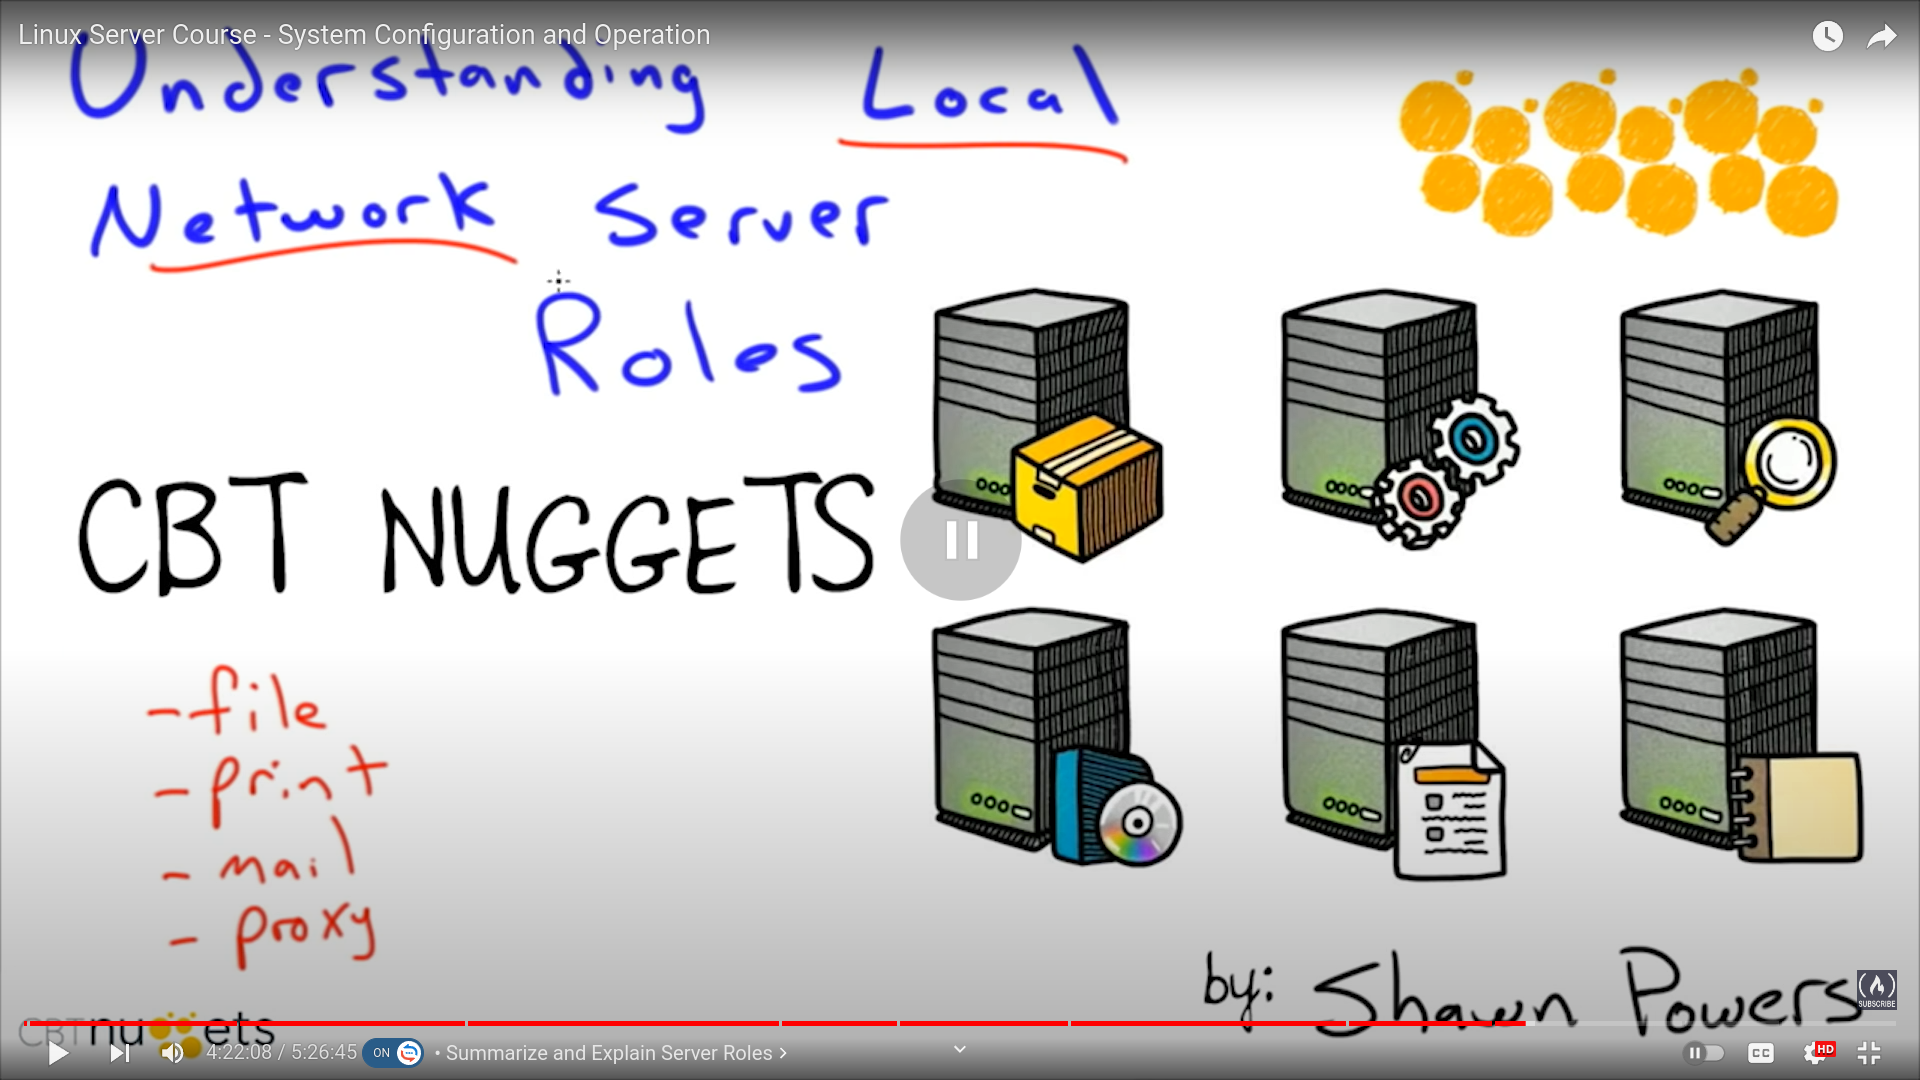 Linux Server Course - System Configuration and Operation
Understanding Local
Network Server
Roles
CBT NUGGETS
- file
- print
- mail
- proxy
by: Shawn Powers
SUBSCRIBE
CBTnuggets
4:22:08 / 5:26:45 ON • Summarize and Explain Server Roles
CC HD